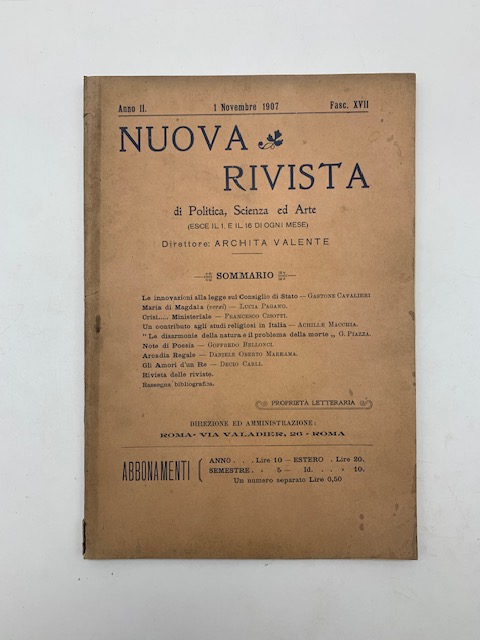 Anno II. 1 Novembre 1907 Fasc. XVII
NUOVA
RIVISTA
di Politica, Scienza ed Arte
(ESCE IL 1. E IL 16 DI OGNI MESE)
Direttore: ARCHITA VALENTE
SOMMARIO
Le innovazioni alla legge sul Consiglio di Stato — GASTONE CAVALIERI
Maria di Magdala (versi) — LUCIA PAGANO.
Crisi..... Ministeriale — FRANCESCO CISOTTI.
Un contributo agli studi religiosi in Italia — ACHILLE MACCHIA.
" Le disarmonie della natura e il problema della morte „ G. PIAZZA.
Note di Poesia — GOFFREDO BELLONCI.
Arcadia Regale — DANIELE OBERTO MARRAMA.
Gli Amori d'un Re — DECIO CARLI.
Rivista delle riviste.
Rassegna bibliografica.
PROPRIETA LETTERARIA
DIREZIONE ED AMMINISTRAZIONE:
ROMA- VIA VALADIER, 26 - ROMA
ABBONAMENTI ( ANNO . . . Lire 10 — ESTERO . Lire 20.
SEMESTRE. „ 5 — Id. . . „ 10.
Un numero separato Lire 0,50